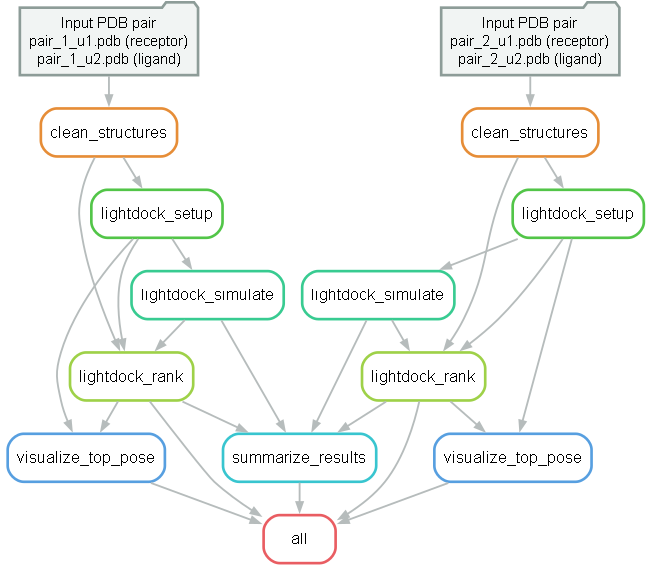 Input PDB pair
pair_1_u1.pdb (receptor)
pair_1_u2.pdb (ligand)
Input PDB pair
pair_2_u1.pdb (receptor)
pair_2_u2.pdb (ligand)
clean_structures
clean_structures
lightdock_setup
lightdock_setup
lightdock_simulate
lightdock_simulate
lightdock_rank
lightdock_rank
visualize_top_pose
summarize_results
visualize_top_pose
all